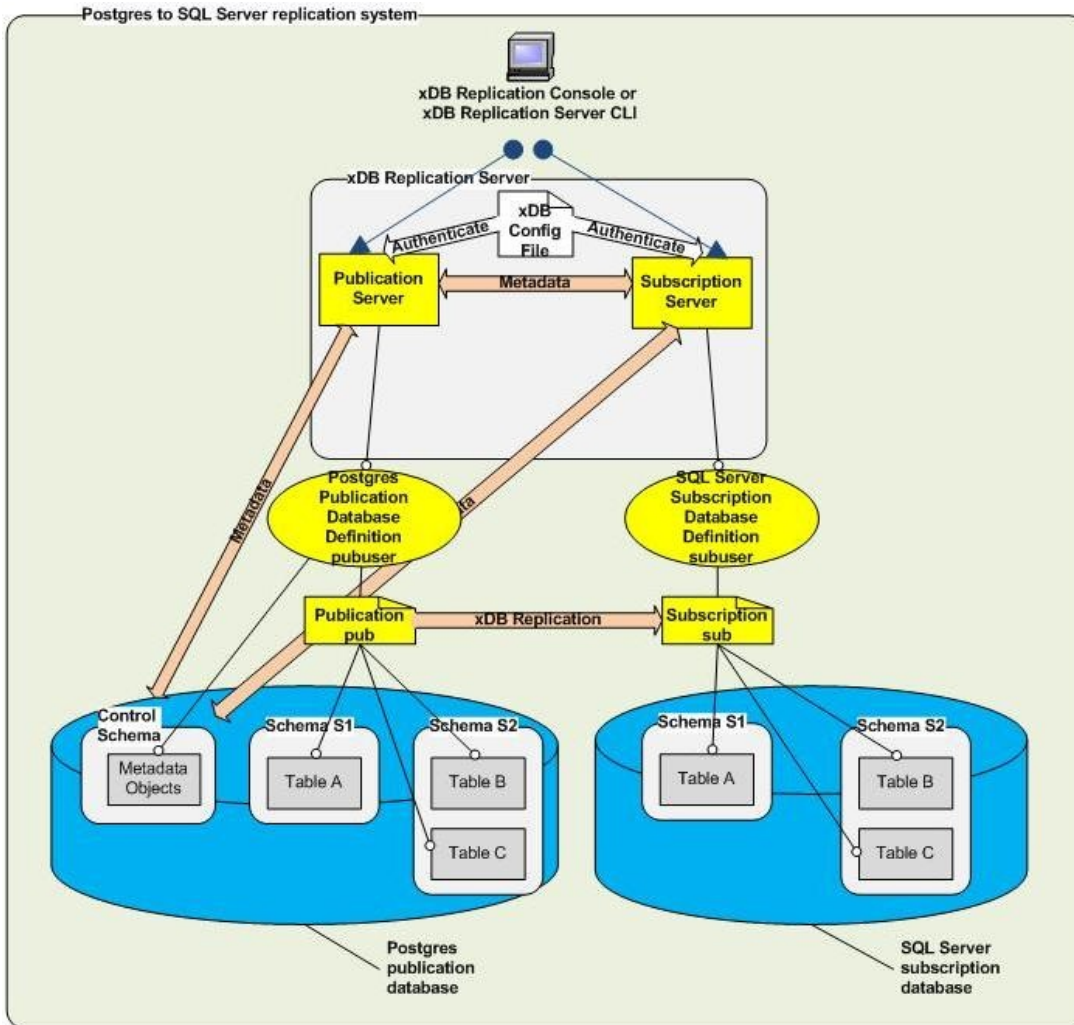 Postgres to SQL Server replication system
xDB Replication Console or
xDB Replication Server CLI
xDB Replication Server
xDB
Config
File
Authenticate
Authenticate
Publication
Server
Metadata
Subscription
Server
Metadata
Postgres
Publication
Database
Definition
pubuser
ta
SQL Server
Subscription
Database
Definition
subuser
Publication
pub
xDB Replication
Subscription
sub
Control
Schema
Metadata
Objects
Schema S1
Table A
Schema S2
Table B
Table C
Schema S1
Table A
Schema S2
Table B
Table C
Postgres
publication
database
SQL Server
subscription
database